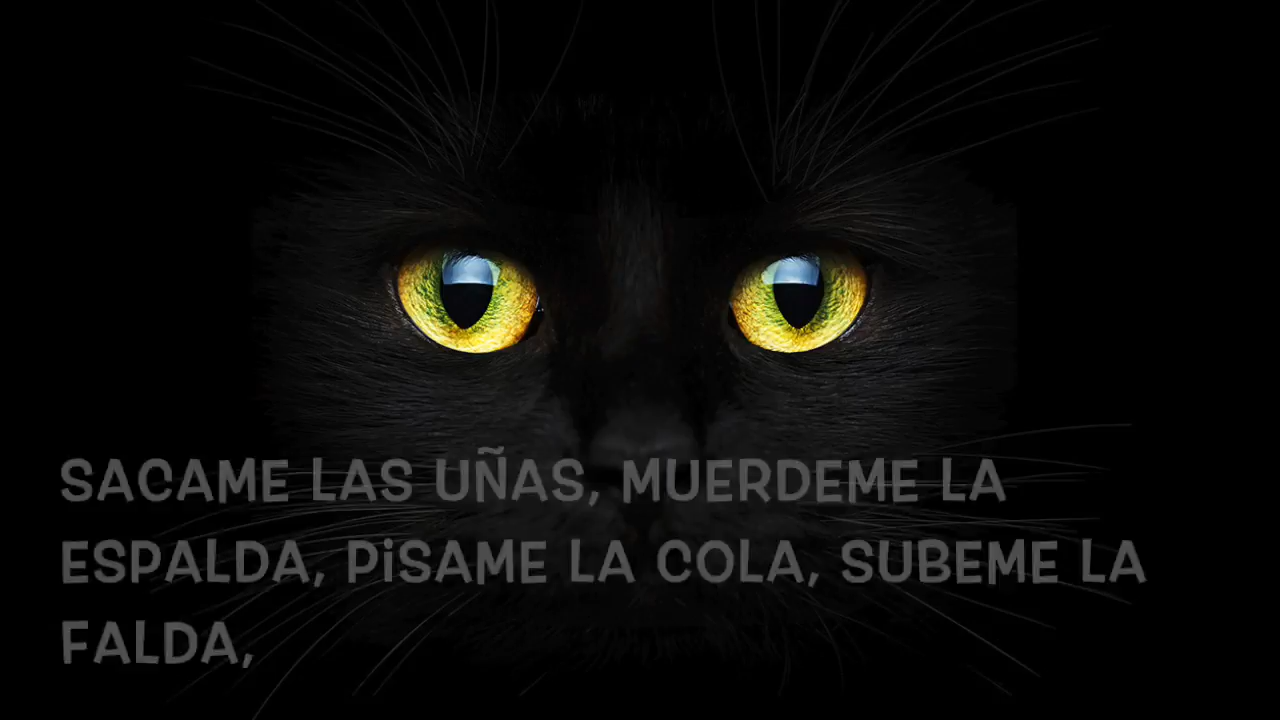 SACAME LAS UÑAS, MUERDEME LA
ESPALDA, PiSAME LA COLA, SUBEME LA
FALDA,